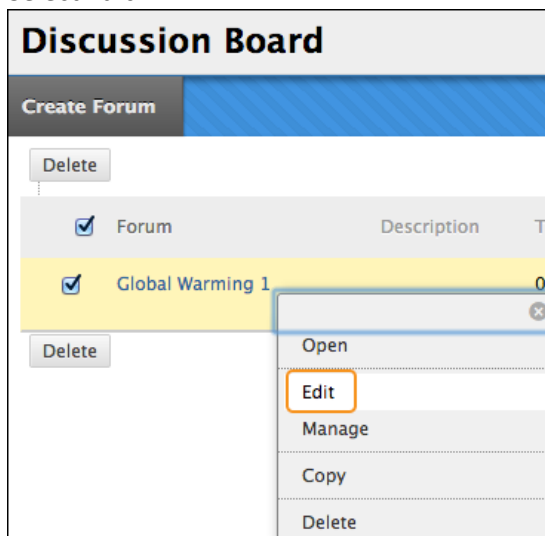 Discussion Board
Create Forum
Delete
Forum Description T
Global Warming 1 0
Delete
Open
Edit
Manage
Copy
Delete